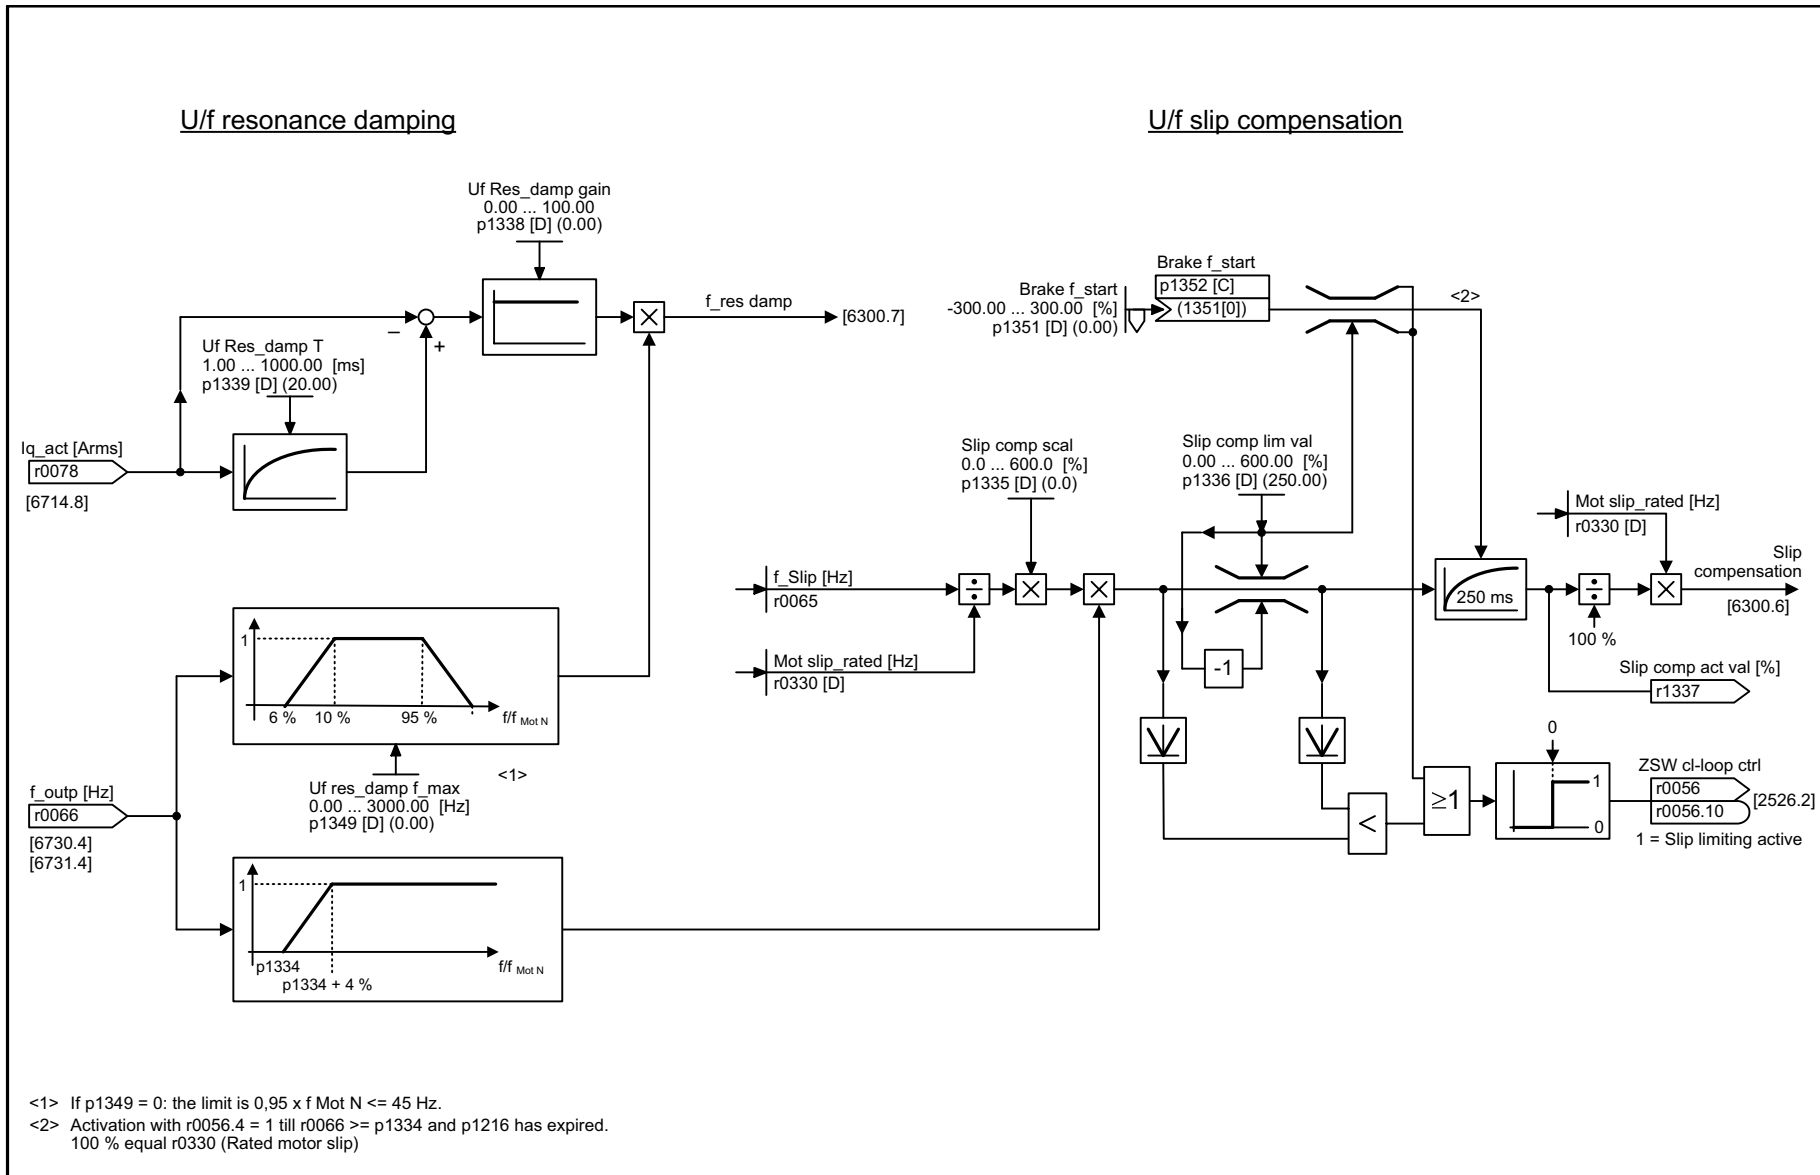 U/f resonance damping
U/f slip compensation
Uf Res_damp gain
0.00 ... 100.00
p1338 [D] (0.00)
f_res damp
[6300.7]
–
+
Uf Res_damp T
1.00 ... 1000.00 [ms]
p1339 [D] (20.00)
Iq_act [Arms]
r0078
[6714.8]
1
6 %
10 %
95 %
f/f Mot N
<1>
Uf res_damp f_max
0.00 ... 3000.00 [Hz]
p1349 [D] (0.00)
f_outp [Hz]
r0066
[6730.4]
[6731.4]
1
p1334
p1334 + 4 %
f/f Mot N
Brake f_start
-300.00 ... 300.00 [%]
p1351 [D] (0.00)
Brake f_start
p1352 [C]
(1351[0])
<2>
Slip comp scal
0.0 ... 600.0 [%]
p1335 [D] (0.0)
Slip comp lim val
0.00 ... 600.00 [%]
p1336 [D] (250.00)
f_Slip [Hz]
r0065
÷
Mot slip_rated [Hz]
r0330 [D]
-1
Mot slip_rated [Hz]
r0330 [D]
250 ms
÷
100 %
Slip
compensation
[6300.6]
Slip comp act val [%]
r1337
<
≥1
0
1
0
ZSW cl-loop ctrl
r0056
r0056.10
[2526.2]
1 = Slip limiting active
<1> If p1349 = 0: the limit is 0,95 x f Mot N <= 45 Hz.
<2> Activation with r0056.4 = 1 till r0066 >= p1334 and p1216 has expired.
100 % equal r0330 (Rated motor slip)